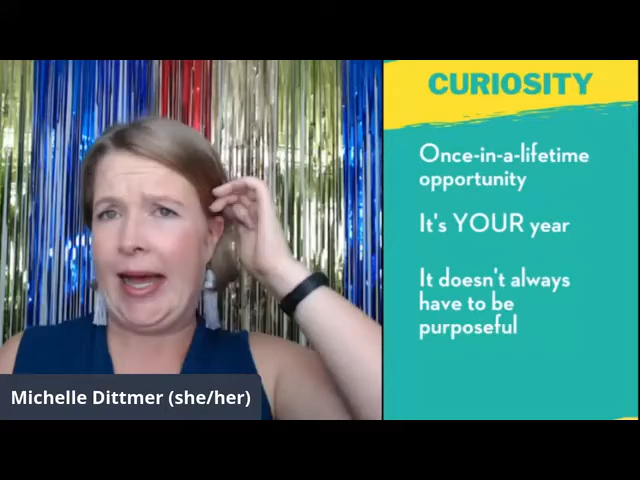 CURIOSITY
Once-in-a-lifetime
opportunity
It's YOUR year
It doesn't always
have to be
purposeful
Michelle Dittmer (she/her)